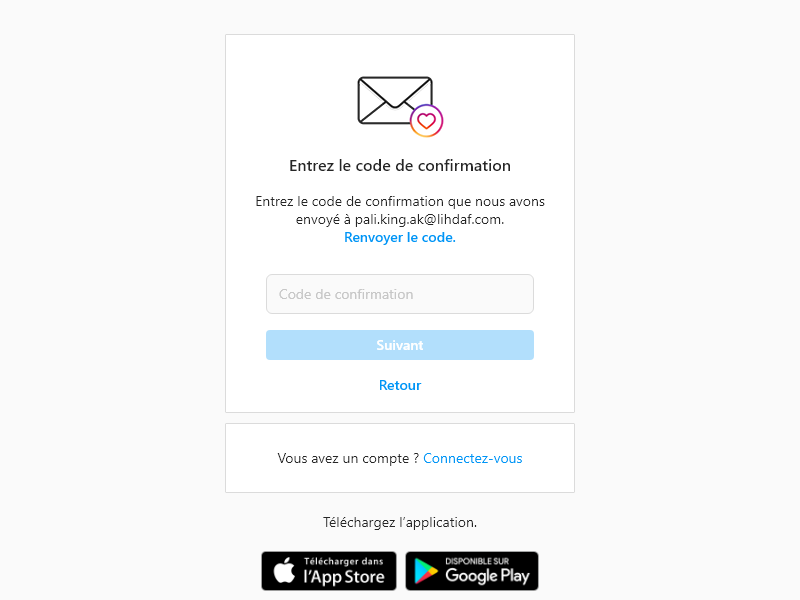 Entrez le code de confirmation
Entrez le code de confirmation que nous avons
envoyé à pali.king.ak@lihdaf.com.
Renvoyer le code.
Code de confirmation
Suivant
Retour
Vous avez un compte ? Connectez-vous
Téléchargez l’application.
Télécharger dans
l’App Store
DISPONIBLE SUR
Google Play